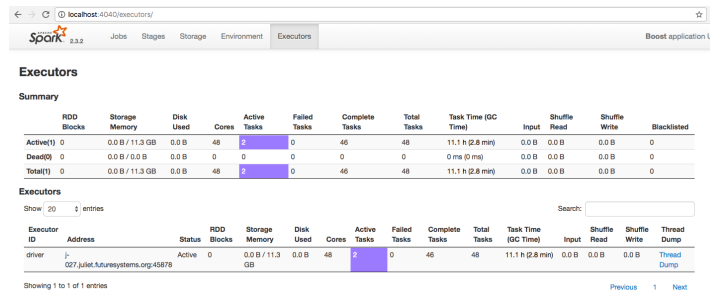 localhost:4040/executors/
APACHE Spark 2.3.2 Jobs Stages Storage Environment Executors Boost application U
Executors
Summary
RDD Blocks Storage Memory Disk Used Cores Active Tasks Failed Tasks Complete Tasks Total Tasks Task Time (GC Time) Input Shuffle Read Shuffle Write Blacklisted
Active(1) 0 0.0 B / 11.3 GB 0.0 B 48 2 0 46 48 11.1 h (2.8 min) 0.0 B 0.0 B 0.0 B 0
Dead(0) 0 0.0 B / 0.0 B 0.0 B 0 0 0 0 0 0 ms (0 ms) 0.0 B 0.0 B 0.0 B 0
Total(1) 0 0.0 B / 11.3 GB 0.0 B 48 2 0 46 48 11.1 h (2.8 min) 0.0 B 0.0 B 0.0 B 0
Executors
Show 20 entries Search:
Executor ID Address Status RDD Blocks Storage Memory Disk Used Cores Active Tasks Failed Tasks Complete Tasks Total Tasks Task Time (GC Time) Input Shuffle Read Shuffle Write Thread Dump
driver j-027.juliet.futuresystems.org:45878 Active 0 0.0 B / 11.3 GB 0.0 B 48 2 0 46 48 11.1 h (2.8 min) 0.0 B 0.0 B 0.0 B Thread Dump
Showing 1 to 1 of 1 entries Previous 1 Next